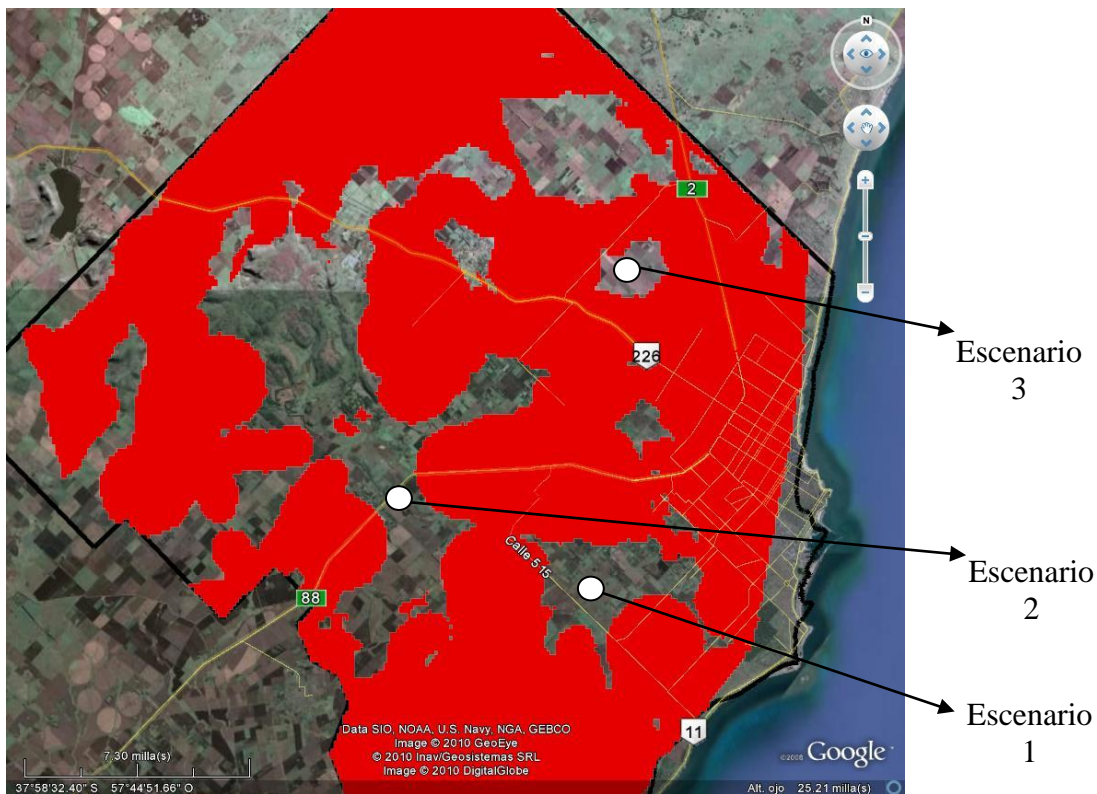 N
2
Escenario
3
226
Calle 515
Escenario
2
88
Escenario
1
11
Data SIO, NOAA, U.S. Navy, NGA, GEBCO
Image © 2010 GeoEye
© 2010 Inav/Geosistemas SRL
Image © 2010 DigitalGlobe
©2008 Google
7,30 milla(s)
37°58'32.40" S 57°44'51.66" O
Alt. ojo 25.21 milla(s)